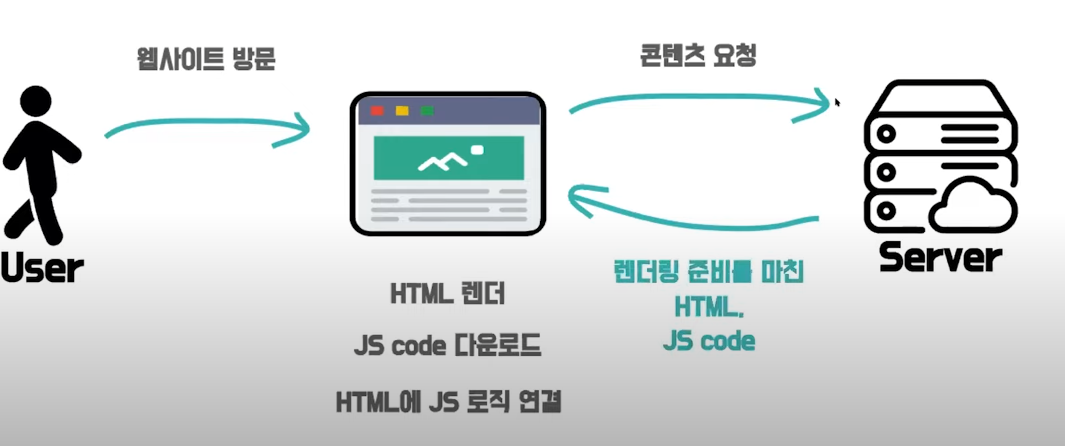 웹사이트 방문
콘텐츠 요청
User
Server
렌더링 준비를 마친
HTML,
JS code
HTML 렌더
JS code 다운로드
HTML에 JS 로직 연결